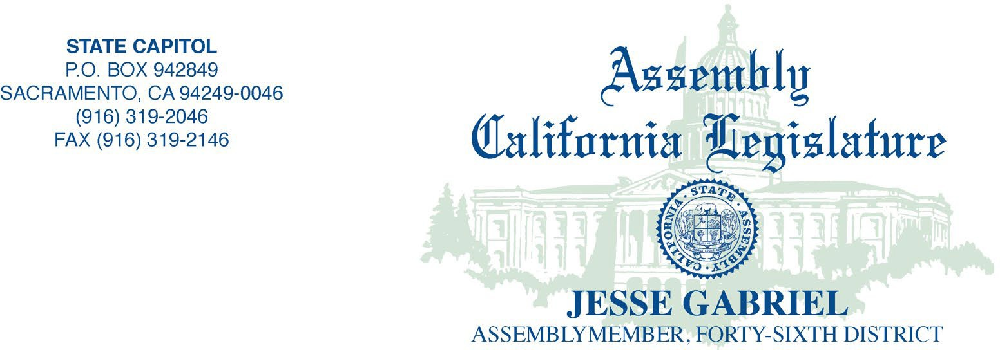 STATE CAPITOL
P.O. BOX 942849
SACRAMENTO, CA 94249-0046
(916) 319-2046
FAX (916) 319-2146
Assembly
California Legislature
CALIFORNIA · STATE · ASSEMBLY ·
JESSE GABRIEL
ASSEMBLYMEMBER, FORTY-SIXTH DISTRICT